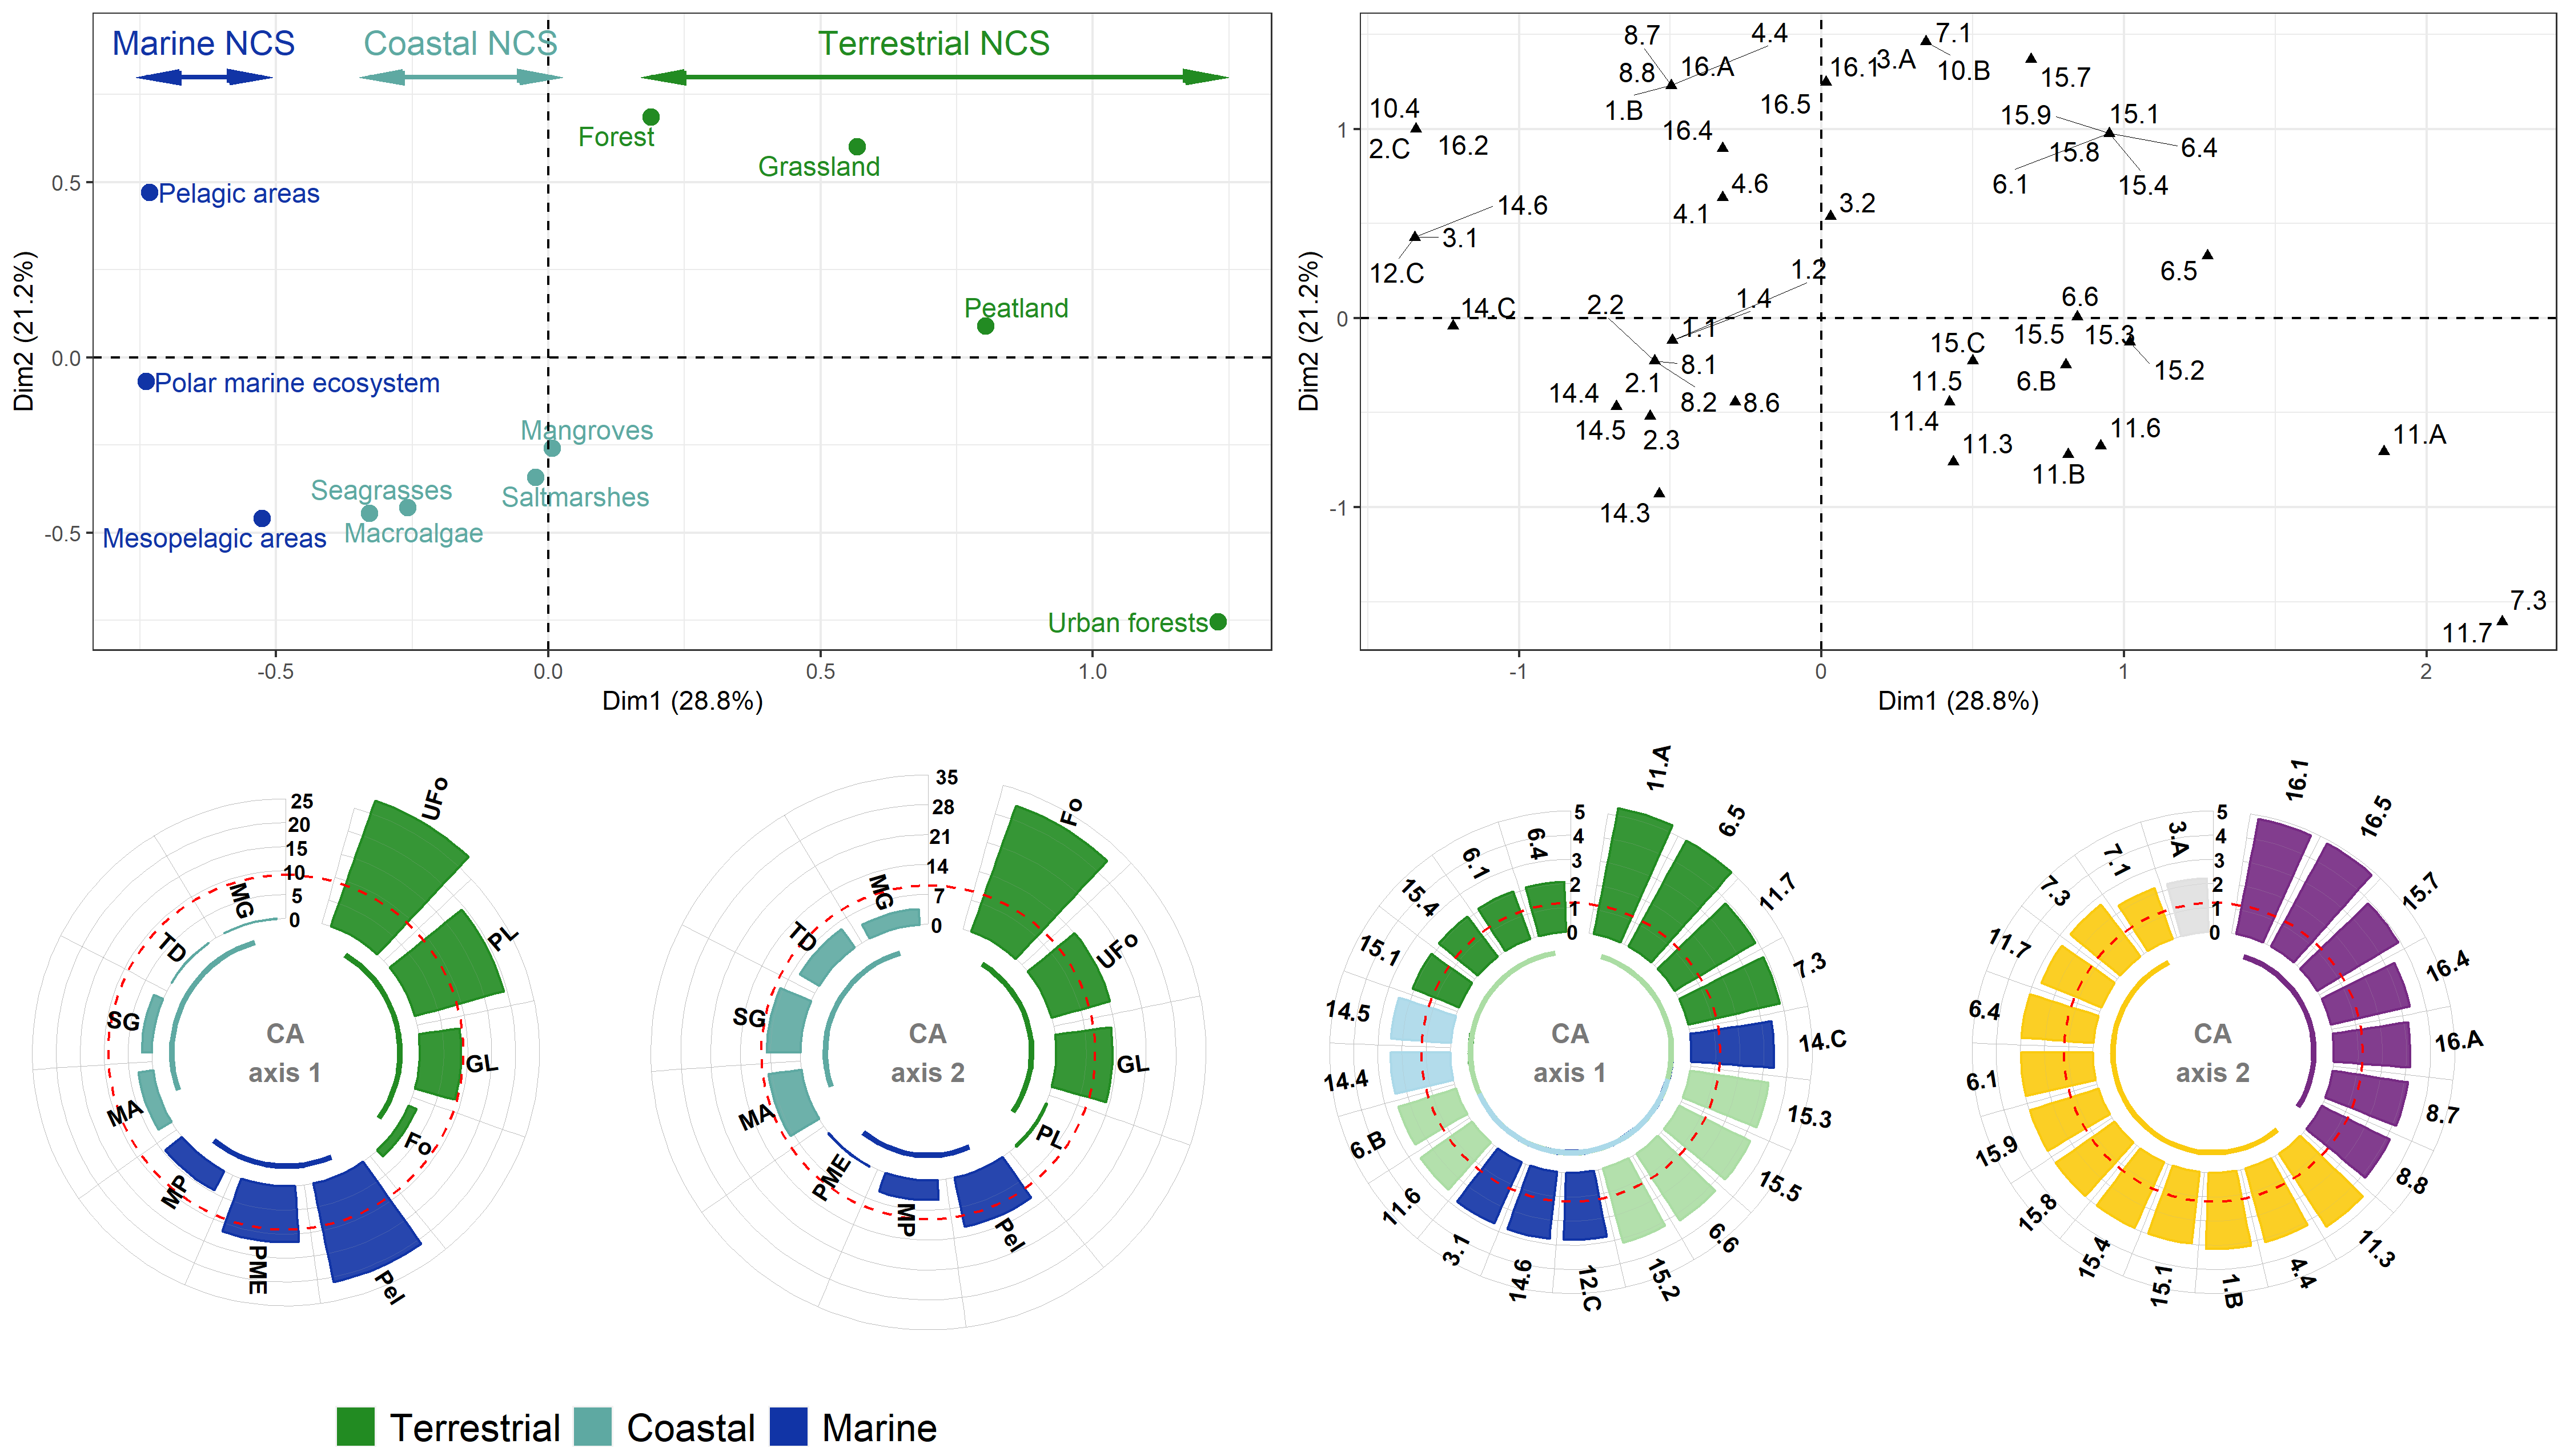 Marine NCS
Coastal NCS
Terrestrial NCS
Forest
Grassland
Pelagic areas
Peatland
Polar marine ecosystem
Mangroves
Seagrasses
Saltmarshes
Macroalgae
Mesopelagic areas
Urban forests
0.5
0.0
-0.5
Dim2 (21.2%)
-0.5
0.0
0.5
1.0
Dim1 (28.8%)
8.7
4.4
8.8
16.A
1.B
16.1
3.A
7.1
10.B
15.7
16.5
10.4
2.C
16.2
16.4
15.9
15.1
15.8
6.4
6.1
15.4
4.6
4.1
3.2
14.6
3.1
12.C
6.5
1.2
1.4
2.2
1.1
14.C
6.6
15.5
15.3
15.C
15.2
8.1
2.1
8.2
8.6
11.5
6.B
14.4
14.5
2.3
11.4
11.3
11.6
11.B
11.A
14.3
7.3
11.7
1
0
-1
Dim2 (21.2%)
-1
0
1
2
Dim1 (28.8%)
25
20
15
10
5
0
UFo
PL
GL
Fo
Pel
PME
MP
MA
SG
TD
MG
CA
axis 1
35
28
21
14
7
0
Fo
UFo
GL
PL
Pel
MP
PME
MA
SG
TD
MG
CA
axis 2
5
4
3
2
1
0
11.A
6.5
11.7
7.3
14.C
15.3
15.5
6.6
15.2
12.C
14.6
3.1
11.6
6.B
14.4
14.5
15.1
15.4
6.1
6.4
CA
axis 1
5
4
3
2
1
0
16.1
16.5
15.7
16.4
16.A
8.7
8.8
11.3
4.4
1.B
15.1
15.4
15.8
15.9
6.1
6.4
11.7
7.3
7.1
3.A
CA
axis 2
Terrestrial
Coastal
Marine